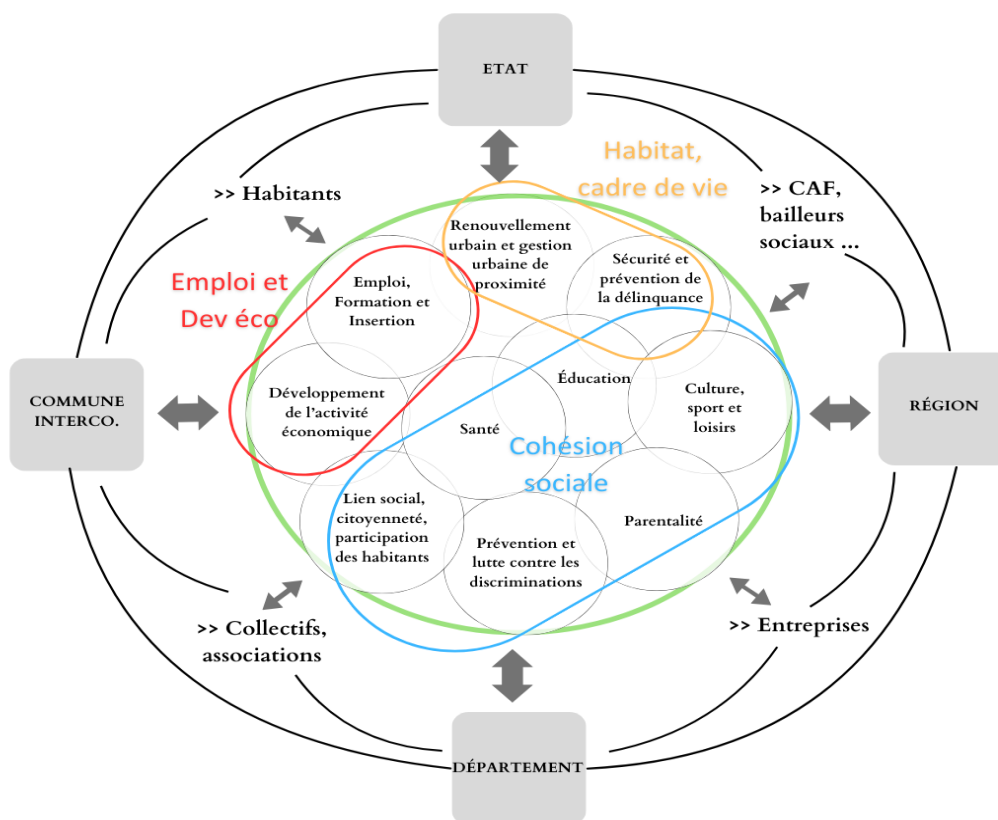 ETAT
Habitat,
cadre de vie
>> Habitants
>> CAF,
bailleurs
sociaux ...
Renouvellement
urbain et gestion
urbaine de
proximité
Sécurité et
prévention de
la délinquance
Emploi et
Dev éco
Emploi,
Formation et
Insertion
COMMUNE
INTERCO.
Développement
de l’activité
économique
Santé
Éducation
Culture,
sport et
loisirs
RÉGION
Cohésion
sociale
Lien social,
citoyenneté,
participation
des habitants
Prévention et
lutte contre les
discriminations
Parentalité
>> Collectifs,
associations
>> Entreprises
DÉPARTEMENT